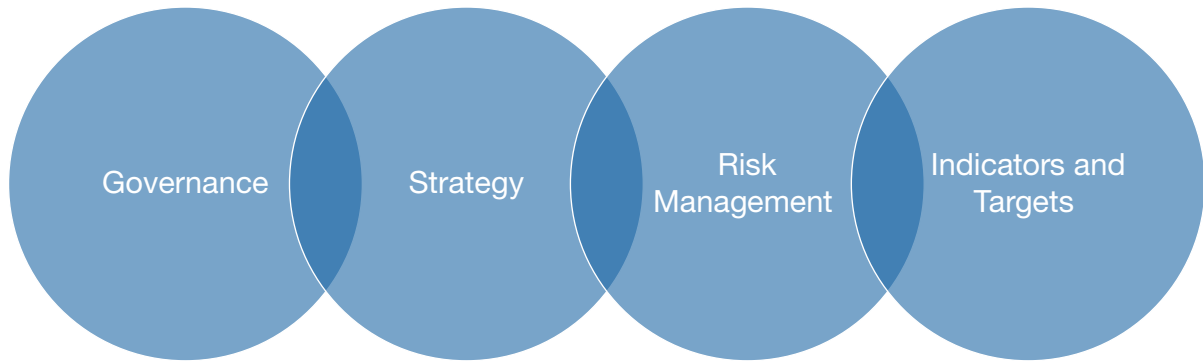 Governance
Strategy
Risk
Management
Indicators and
Targets